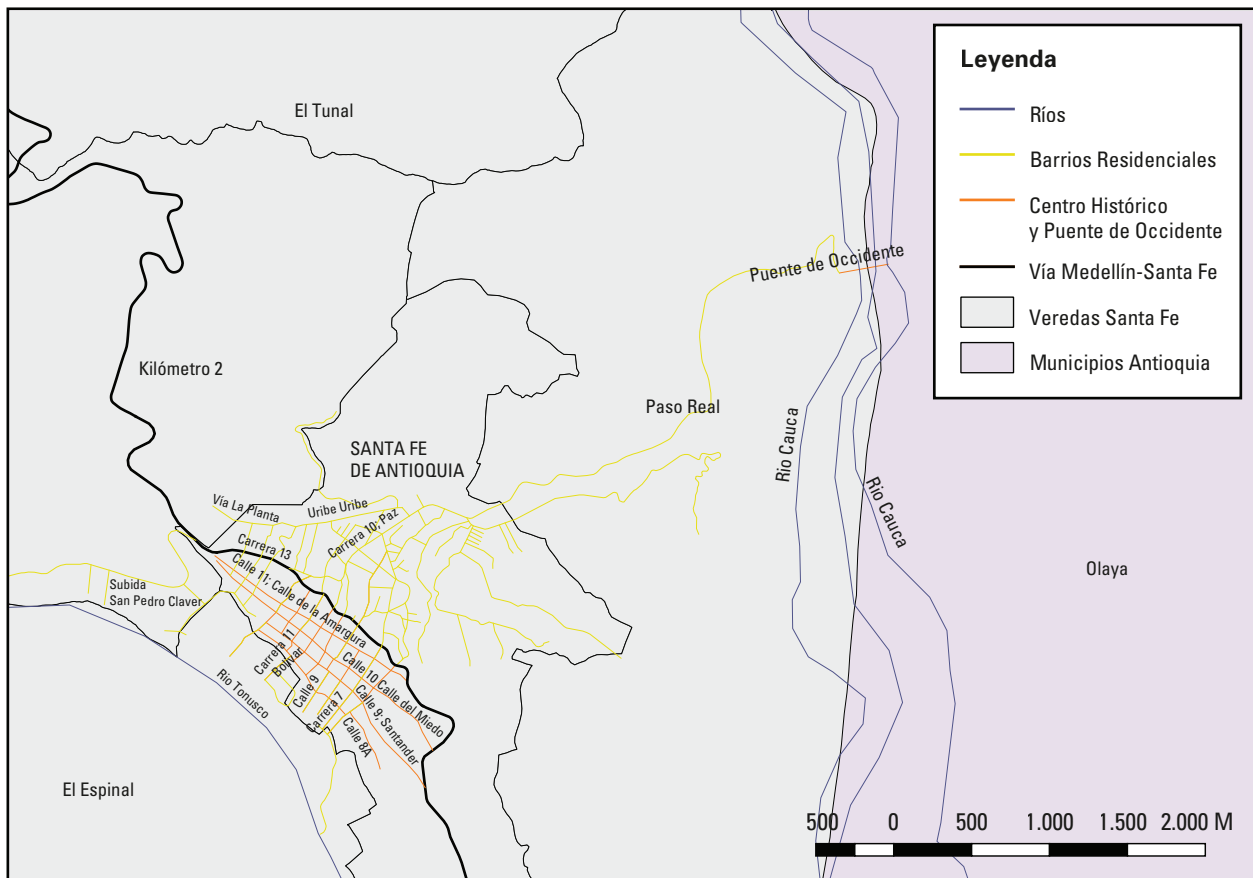 Leyenda
Ríos
Barrios Residenciales
Centro Histórico
y Puente de Occidente
Vía Medellín-Santa Fe
Veredas Santa Fe
Municipios Antioquia
El Tunal
Puente de Occidente
Kilómetro 2
Paso Real
SANTA FE
DE ANTIOQUIA
Rio Cauca
Rio Cauca
Vía La Planta
Uribe Uribe
Carrera 10; Paz
Carrera 13
Calle 11; Calle de la Amargura
Olaya
Subida
San Pedro Claver
Carrera 11
Bolívar
Calle 10 Calle del Miedo
Rio Tonusco
Calle 9
Carrera 7
Calle 9; Santander
Calle 8A
El Espinal
500 0 500 1.000 1.500 2.000 M